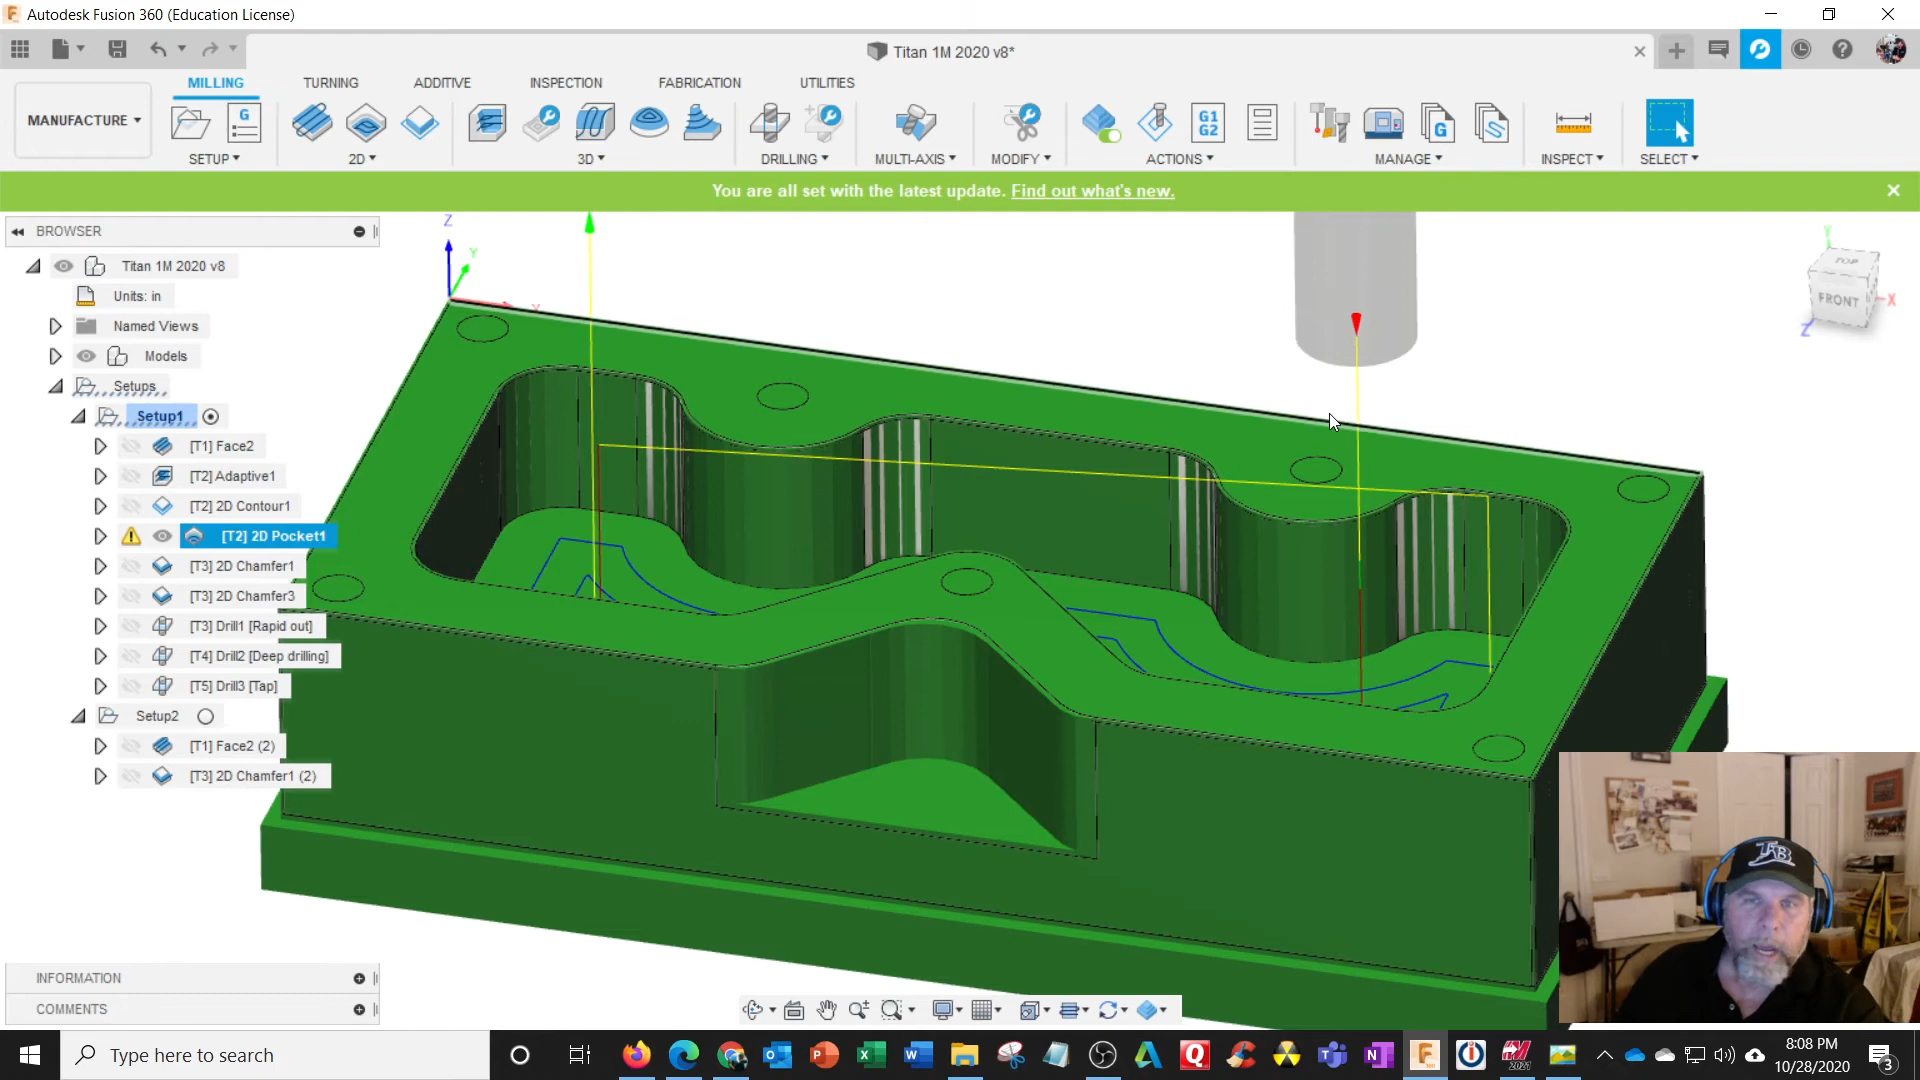 Autodesk Fusion 360 (Education License)
Titan 1M 2020 v8*
MILLING TURNING ADDITIVE INSPECTION FABRICATION UTILITIES
MANUFACTURE
G
G1
G2
G
SETUP 2D 3D DRILLING MULTI-AXIS MODIFY ACTIONS MANAGE INSPECT SELECT
You are all set with the latest update. Find out what's new.
BROWSER
Titan 1M 2020 v8
Units: in
Named Views
Models
Setups
Setup1
[T1] Face2
[T2] Adaptive1
[T2] 2D Contour1
[T2] 2D Pocket1
[T3] 2D Chamfer1
[T3] 2D Chamfer3
[T3] Drill1 [Rapid out]
[T4] Drill2 [Deep drilling]
[T5] Drill3 [Tap]
Setup2
[T1] Face2 (2)
[T3] 2D Chamfer1 (2)
Z
Y
X
Y
TOP
FRONT
X
Z
TAB
INFORMATION
COMMENTS
Type here to search
8:08 PM
10/28/2020
3